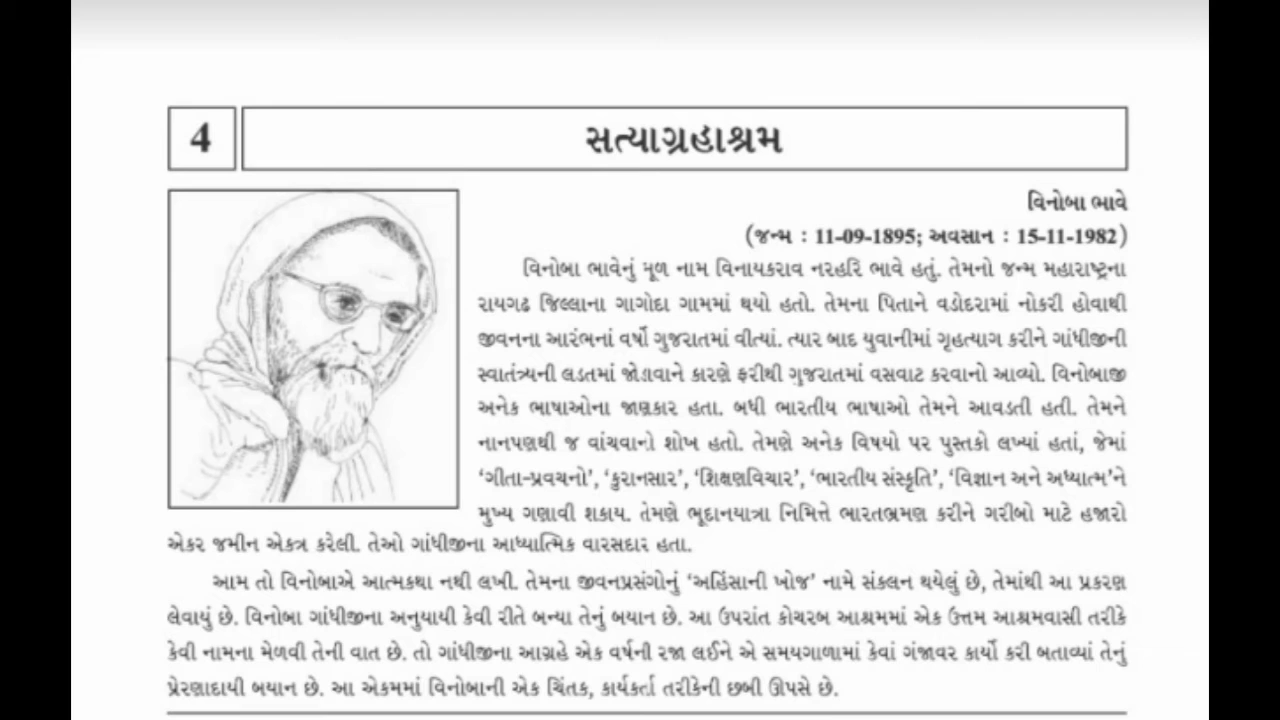 4
સત્યાગ્રહાશ્રમ
વિનોબા ભાવે
(જન્મ : 11-09-1895; અવસાન : 15-11-1982)
વિનોબા ભાવેનું મૂળ નામ વિનાયકરાવ નરહરિ ભાવે હતું. તેમનો જન્મ મહારાષ્ટ્રના
રાયગઢ જિલ્લાના ગાગોદા ગામમાં થયો હતો. તેમના પિતાને વડોદરામાં નોકરી હોવાથી
જીવનના આરંભનાં વર્ષો ગુજરાતમાં વીત્યાં. ત્યાર બાદ યુવાનીમાં ગૃહત્યાગ કરીને ગાંધીજીની
સ્વાતંત્ર્યની લડતમાં જોડાવાને કારણે ફરીથી ગુજરાતમાં વસવાટ કરવાનો આવ્યો. વિનોબાજી
અનેક ભાષાઓના જાણકાર હતા. બધી ભારતીય ભાષાઓ તેમને આવડતી હતી. તેમને
નાનપણથી જ વાંચવાનો શોખ હતો. તેમણે અનેક વિષયો પર પુસ્તકો લખ્યાં હતાં, જેમાં
‘ગીતા-પ્રવચનો’, ‘કુરાનસાર’, ‘શિક્ષણવિચાર’, ‘ભારતીય સંસ્કૃતિ’, ‘વિજ્ઞાન અને અધ્યાત્મ’ને
મુખ્ય ગણાવી શકાય. તેમણે ભૂદાનયાત્રા નિમિત્તે ભારતભ્રમણ કરીને ગરીબો માટે હજારો
એકર જમીન એકત્ર કરેલી. તેઓ ગાંધીજીના આધ્યાત્મિક વારસદાર હતા.
આમ તો વિનોબાએ આત્મકથા નથી લખી. તેમના જીવનપ્રસંગોનું ‘અહિંસાની ખોજ’ નામે સંકલન થયેલું છે, તેમાંથી આ પ્રકરણ
લેવાયું છે. વિનોબા ગાંધીજીના અનુયાયી કેવી રીતે બન્યા તેનું બયાન છે. આ ઉપરાંત કોચરબ આશ્રમમાં એક ઉત્તમ આશ્રમવાસી તરીકે
કેવી નામના મેળવી તેની વાત છે. તો ગાંધીજીના આગ્રહે એક વર્ષની રજા લઈને એ સમયગાળામાં કેવાં ગંજાવર કાર્યો કરી બતાવ્યાં તેનું
પ્રેરણાદાયી બયાન છે. આ એકમમાં વિનોબાની એક ચિંતક, કાર્યકર્તા તરીકેની છબી ઊપસે છે.